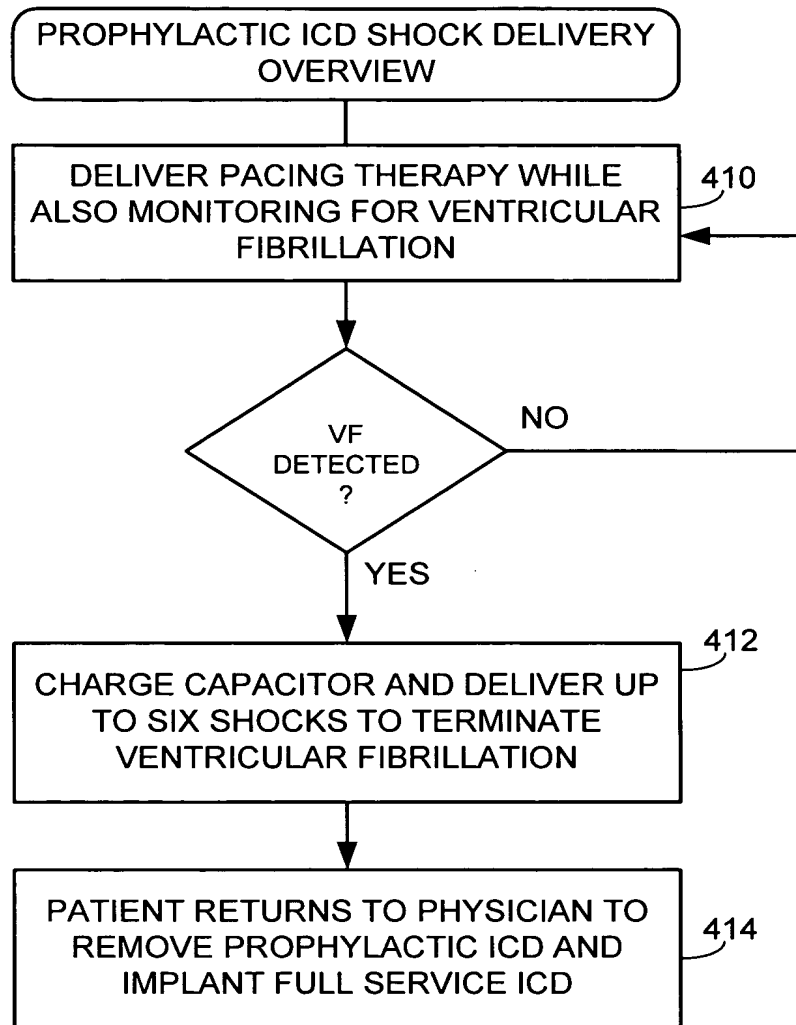 PROPHYLACTIC ICD SHOCK DELIVERY
OVERVIEW
DELIVER PACING THERAPY WHILE
ALSO MONITORING FOR VENTRICULAR
FIBRILLATION
410
VF
DETECTED
?
NO
YES
412
CHARGE CAPACITOR AND DELIVER UP
TO SIX SHOCKS TO TERMINATE
VENTRICULAR FIBRILLATION
PATIENT RETURNS TO PHYSICIAN TO
REMOVE PROPHYLACTIC ICD AND
IMPLANT FULL SERVICE ICD
414